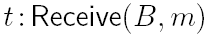 t : Receive(B, m)